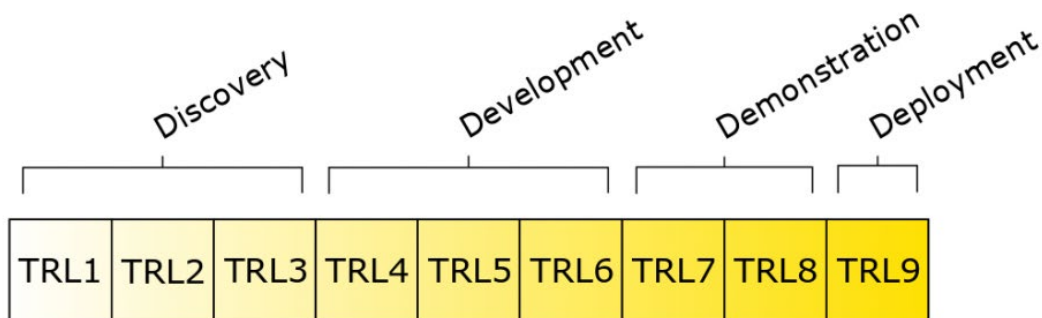 Discovery
Development
Demonstration
Deployment
TRL1 TRL2 TRL3 TRL4 TRL5 TRL6 TRL7 TRL8 TRL9